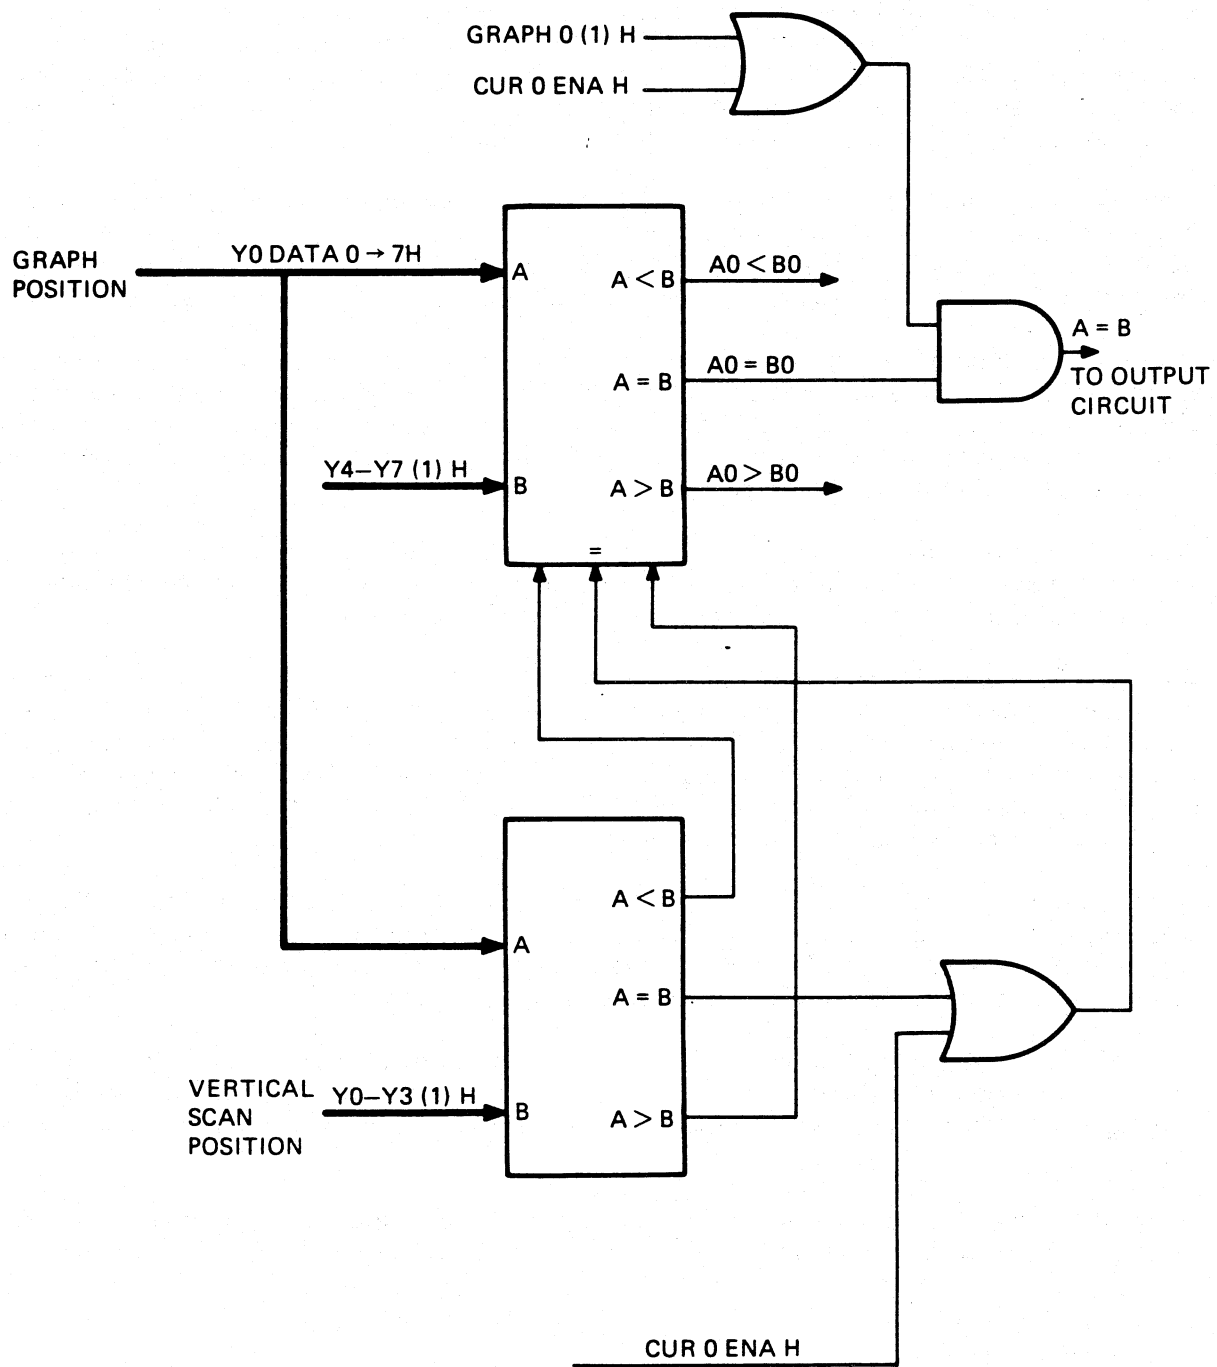 GRAPH 0 (1) H
CUR 0 ENA H
GRAPH
POSITION
Y0 DATA 0 → 7H
A
A < B
A0 < B0
A = B
A0 = B0
A = B
TO OUTPUT
CIRCUIT
Y4–Y7 (1) H
B
A > B
A0 > B0
=
A < B
A
A = B
VERTICAL
SCAN
POSITION
Y0–Y3 (1) H
B
A > B
CUR 0 ENA H